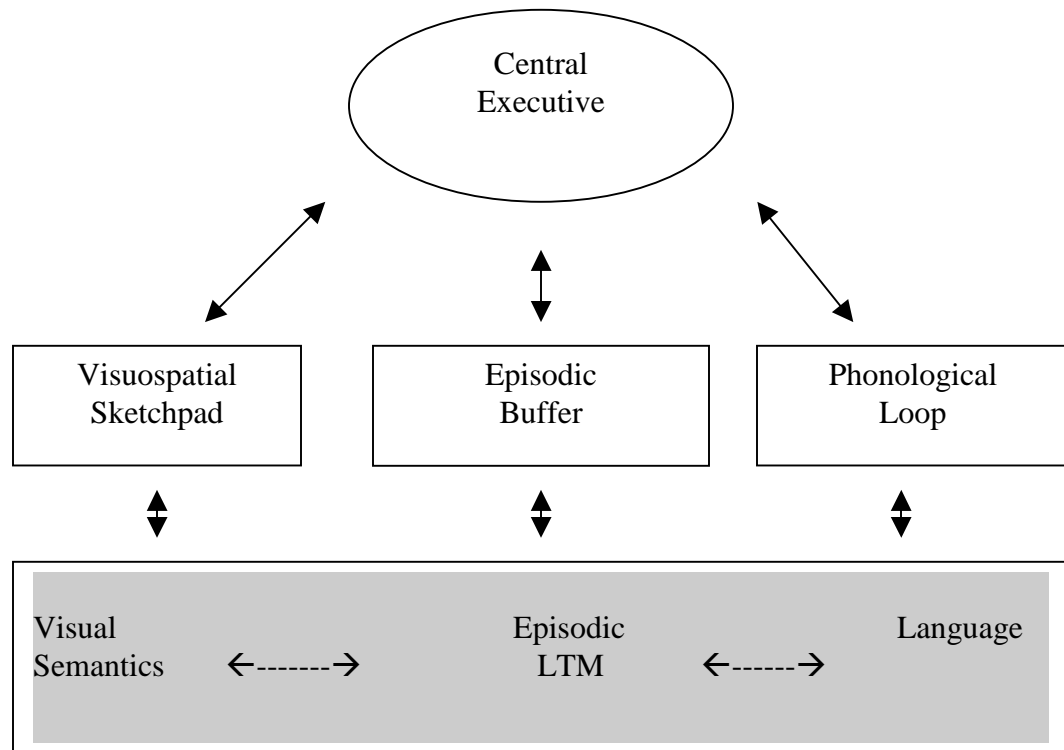 Central
Executive
Visuospatial
Sketchpad
Episodic
Buffer
Phonological
Loop
Visual
Semantics
Episodic
LTM
Language